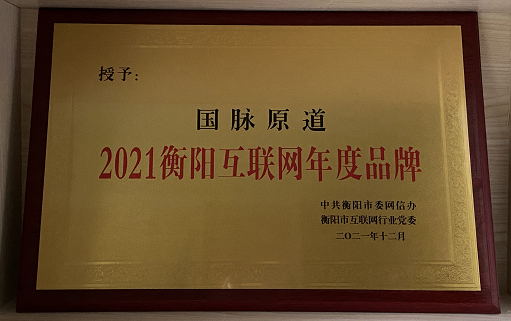 授予：
国脉原道
2021衡阳互联网年度品牌
中共衡阳市委网信办
衡阳市互联网行业党委
二〇二一年十二月